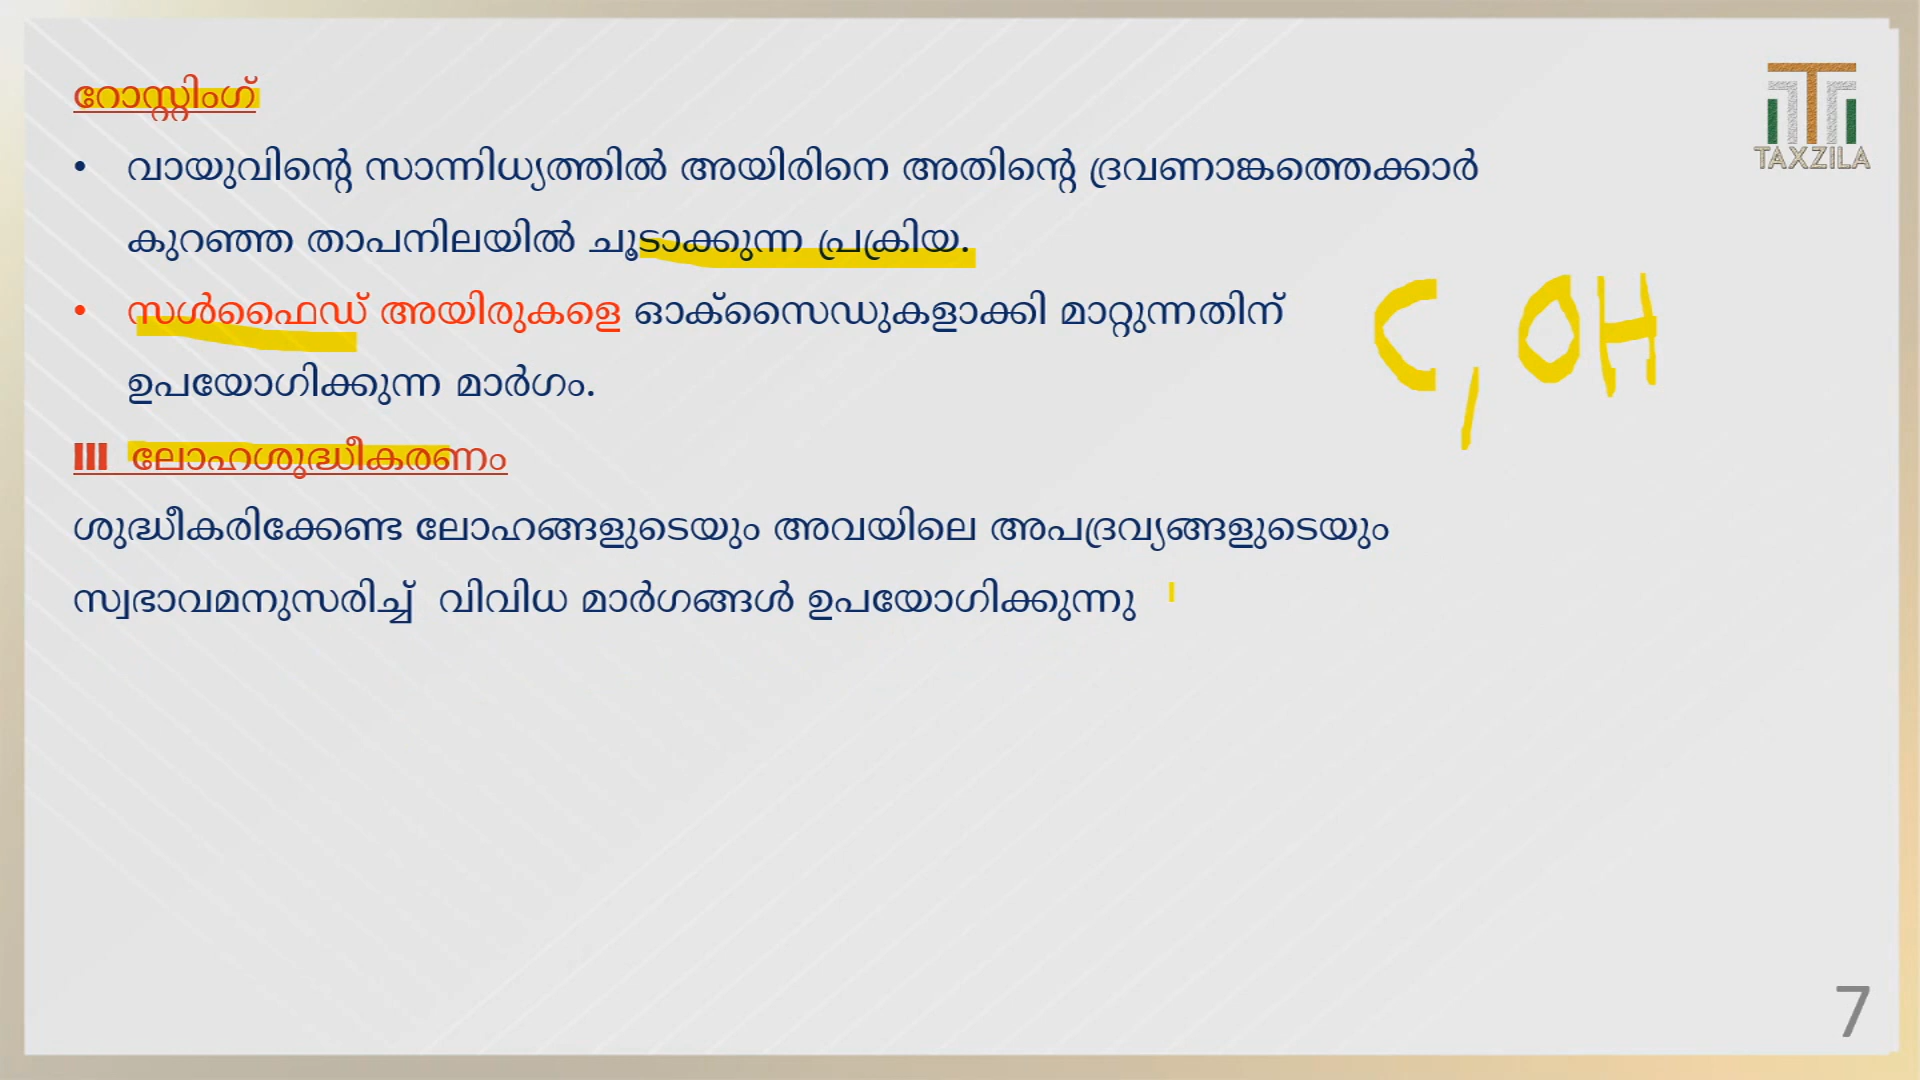 റോസ്റ്റിംഗ്
• വായുവിന്റെ സാന്നിധ്യത്തിൽ അയിരിനെ അതിന്റെ ദ്രവണാങ്കത്തെക്കാർ
കുറഞ്ഞ താപനിലയിൽ ചൂടാക്കുന്ന പ്രക്രിയ.
• സൾഫൈഡ് അയിരുകളെ ഓക്സൈഡുകളാക്കി മാറ്റുന്നതിന്
ഉപയോഗിക്കുന്ന മാർഗം.
C, OH
III ലോഹശുദ്ധീകരണം
ശുദ്ധീകരിക്കേണ്ട ലോഹങ്ങളുടെയും അവയിലെ അപദ്രവ്യങ്ങളുടെയും
സ്വഭാവമനുസരിച്ച് വിവിധ മാർഗങ്ങൾ ഉപയോഗിക്കുന്നു
TAXZILA
7